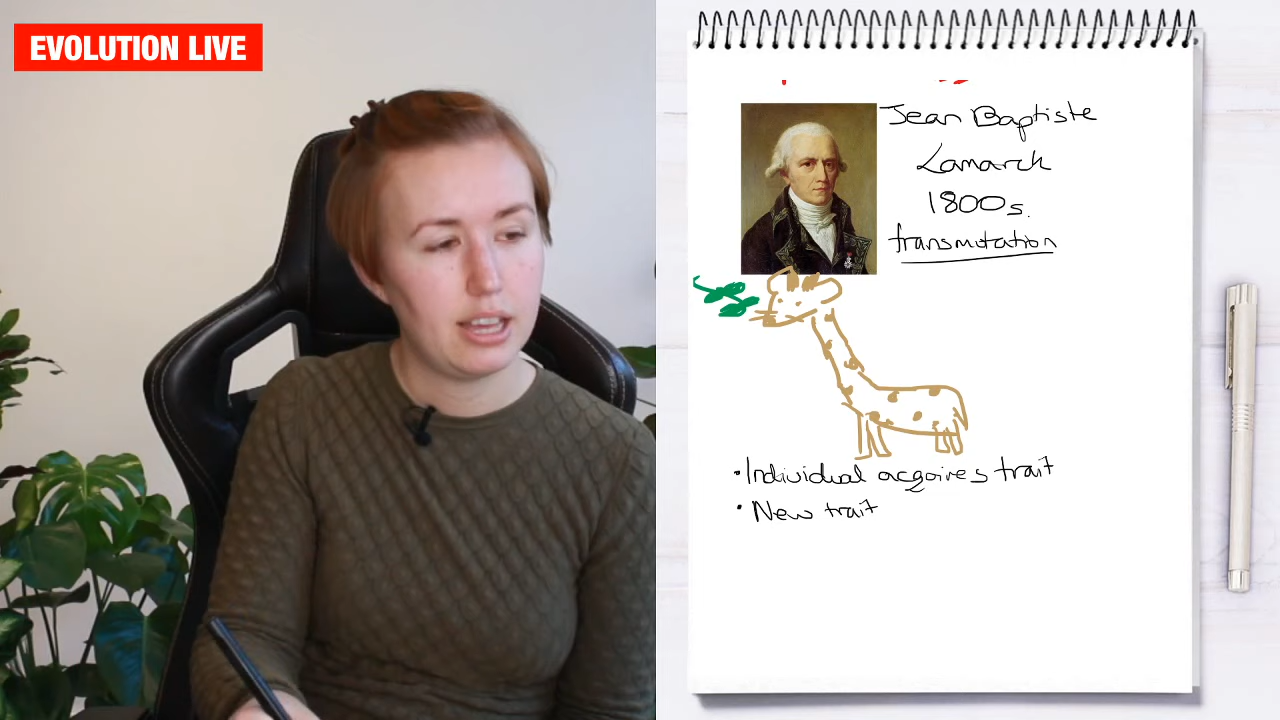 EVOLUTION LIVE
Jean Baptiste
Lamarck
1800s.
transmutation
• Individual acquires trait
• New trait